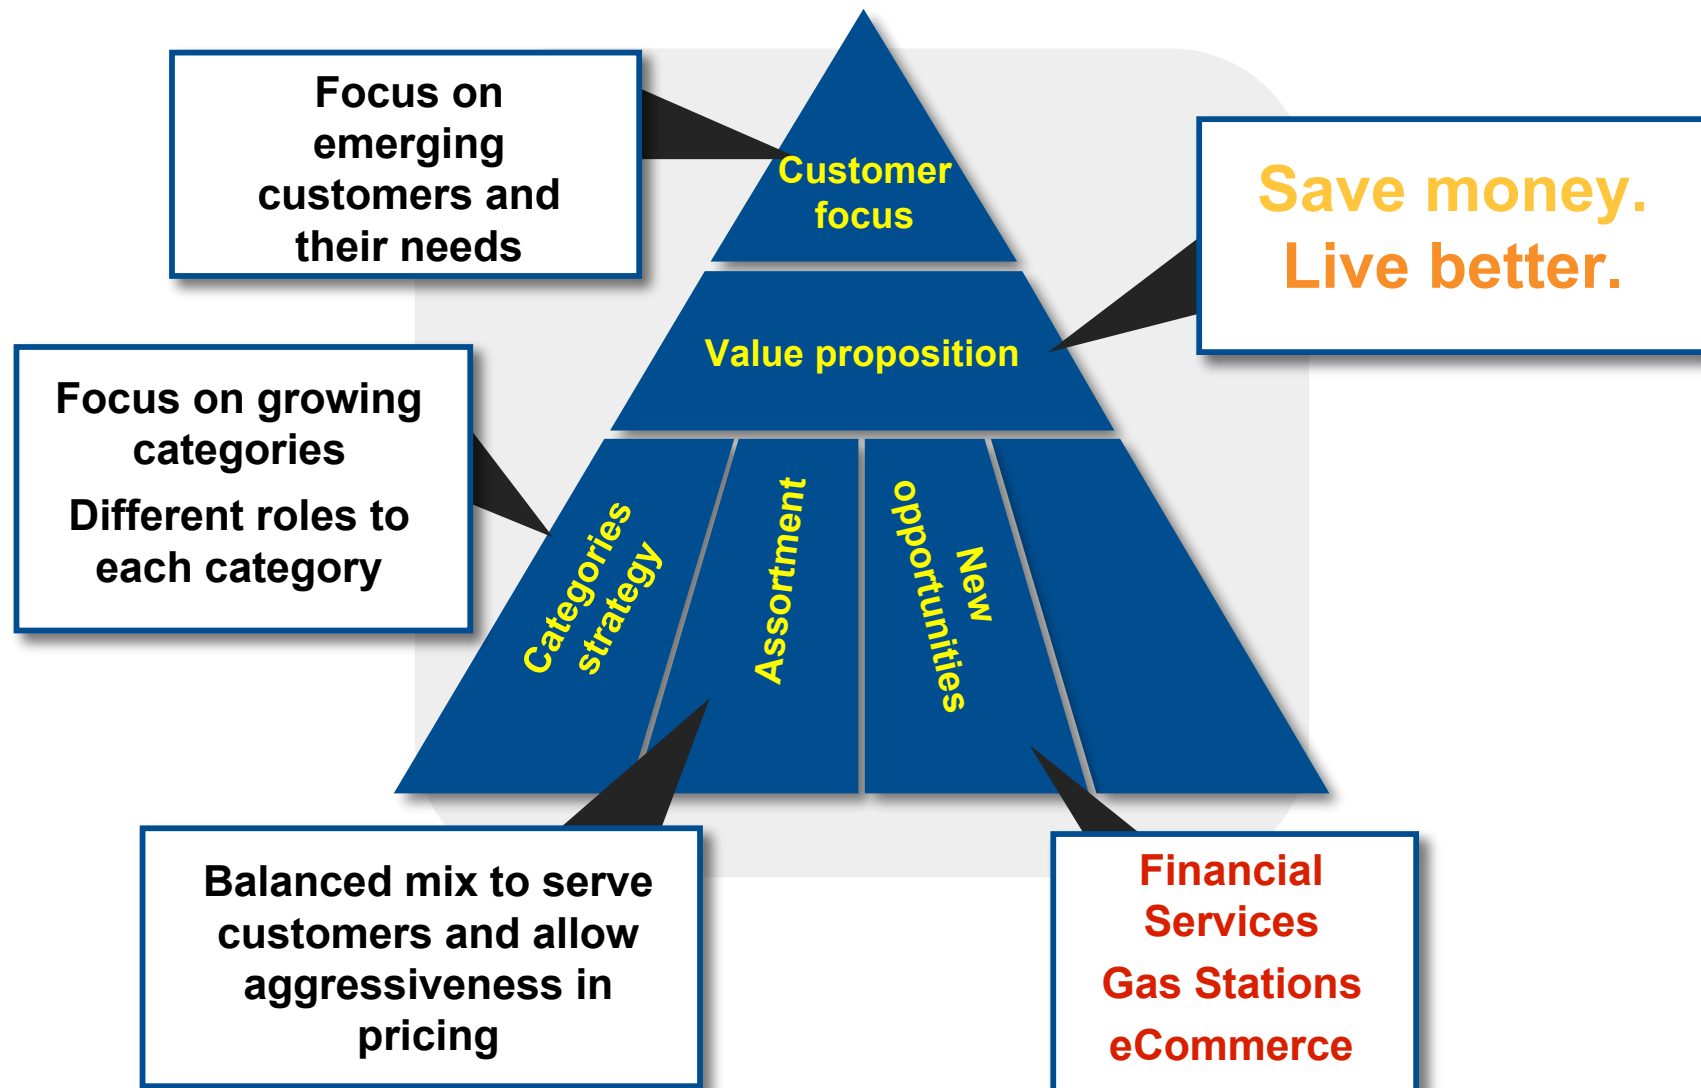 Focus on
emerging
customers and
their needs
Customer
focus
Save money.
Live better.
Value proposition
Focus on growing
categories
Different roles to
each category
Categories
strategy
Assortment
New
opportunities
Balanced mix to serve
customers and allow
aggressiveness in
pricing
Financial
Services
Gas Stations
eCommerce